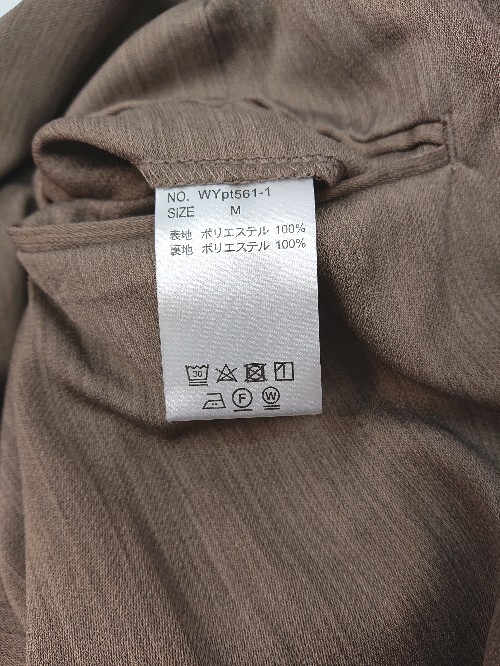 NO. WYpt561-1
SIZE M
表地 ポリエステル 100%
裏地 ポリエステル 100%
30
F W